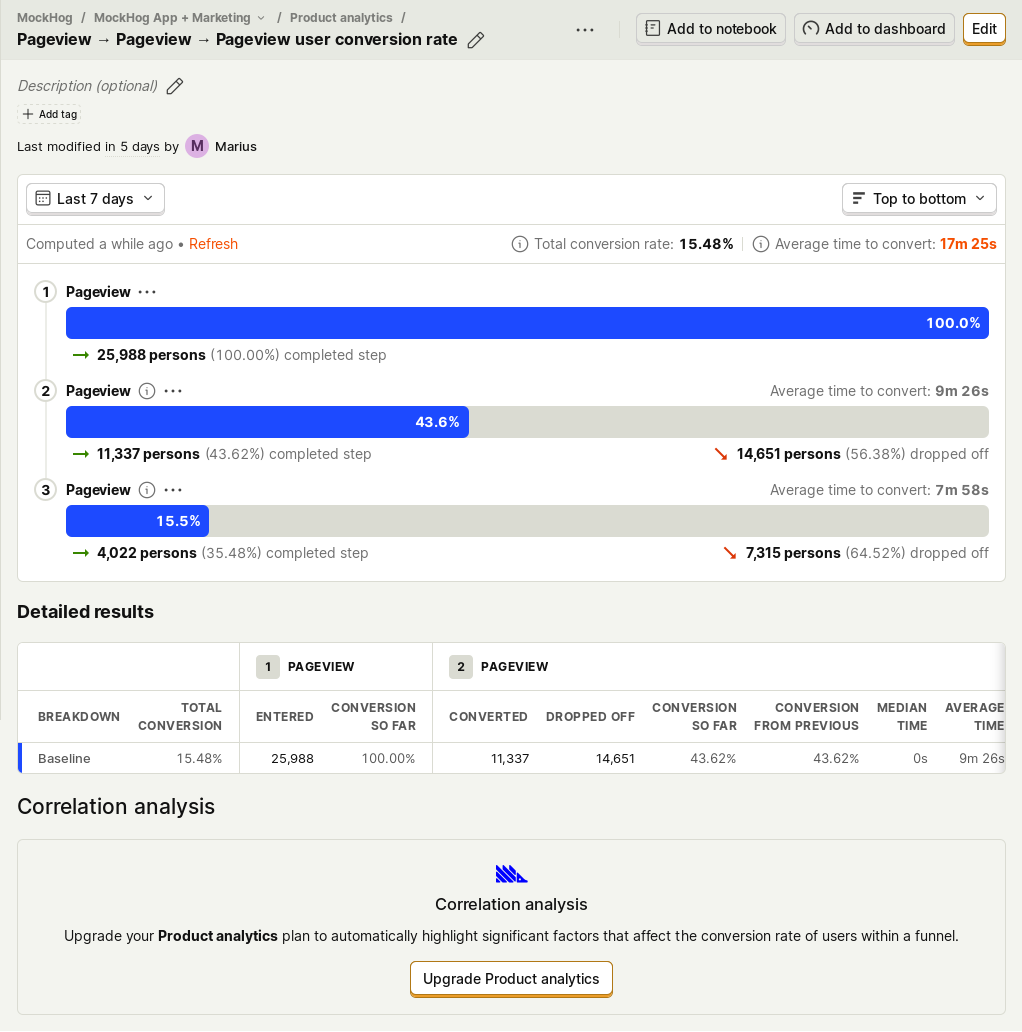 MockHog / MockHog App + Marketing / Product analytics /
Pageview → Pageview → Pageview user conversion rate
Add to notebook
Add to dashboard
Edit
Description (optional)
Add tag
Last modified in 5 days by M Marius
Last 7 days
Top to bottom
Computed a while ago • Refresh
Total conversion rate: 15.48%
Average time to convert: 17m 25s
1 Pageview
100.0%
→ 25,988 persons (100.00%) completed step
2 Pageview
Average time to convert: 9m 26s
43.6%
→ 11,337 persons (43.62%) completed step
↘ 14,651 persons (56.38%) dropped off
3 Pageview
Average time to convert: 7m 58s
15.5%
→ 4,022 persons (35.48%) completed step
↘ 7,315 persons (64.52%) dropped off
Detailed results
1 PAGEVIEW
2 PAGEVIEW
BREAKDOWN
TOTAL
CONVERSION
ENTERED
CONVERSION
SO FAR
CONVERTED
DROPPED OFF
CONVERSION
SO FAR
CONVERSION
FROM PREVIOUS
MEDIAN
TIME
AVERAGE
TIME
Baseline 15.48% 25,988 100.00% 11,337 14,651 43.62% 43.62% 0s 9m 26s
Correlation analysis
Correlation analysis
Upgrade your Product analytics plan to automatically highlight significant factors that affect the conversion rate of users within a funnel.
Upgrade Product analytics